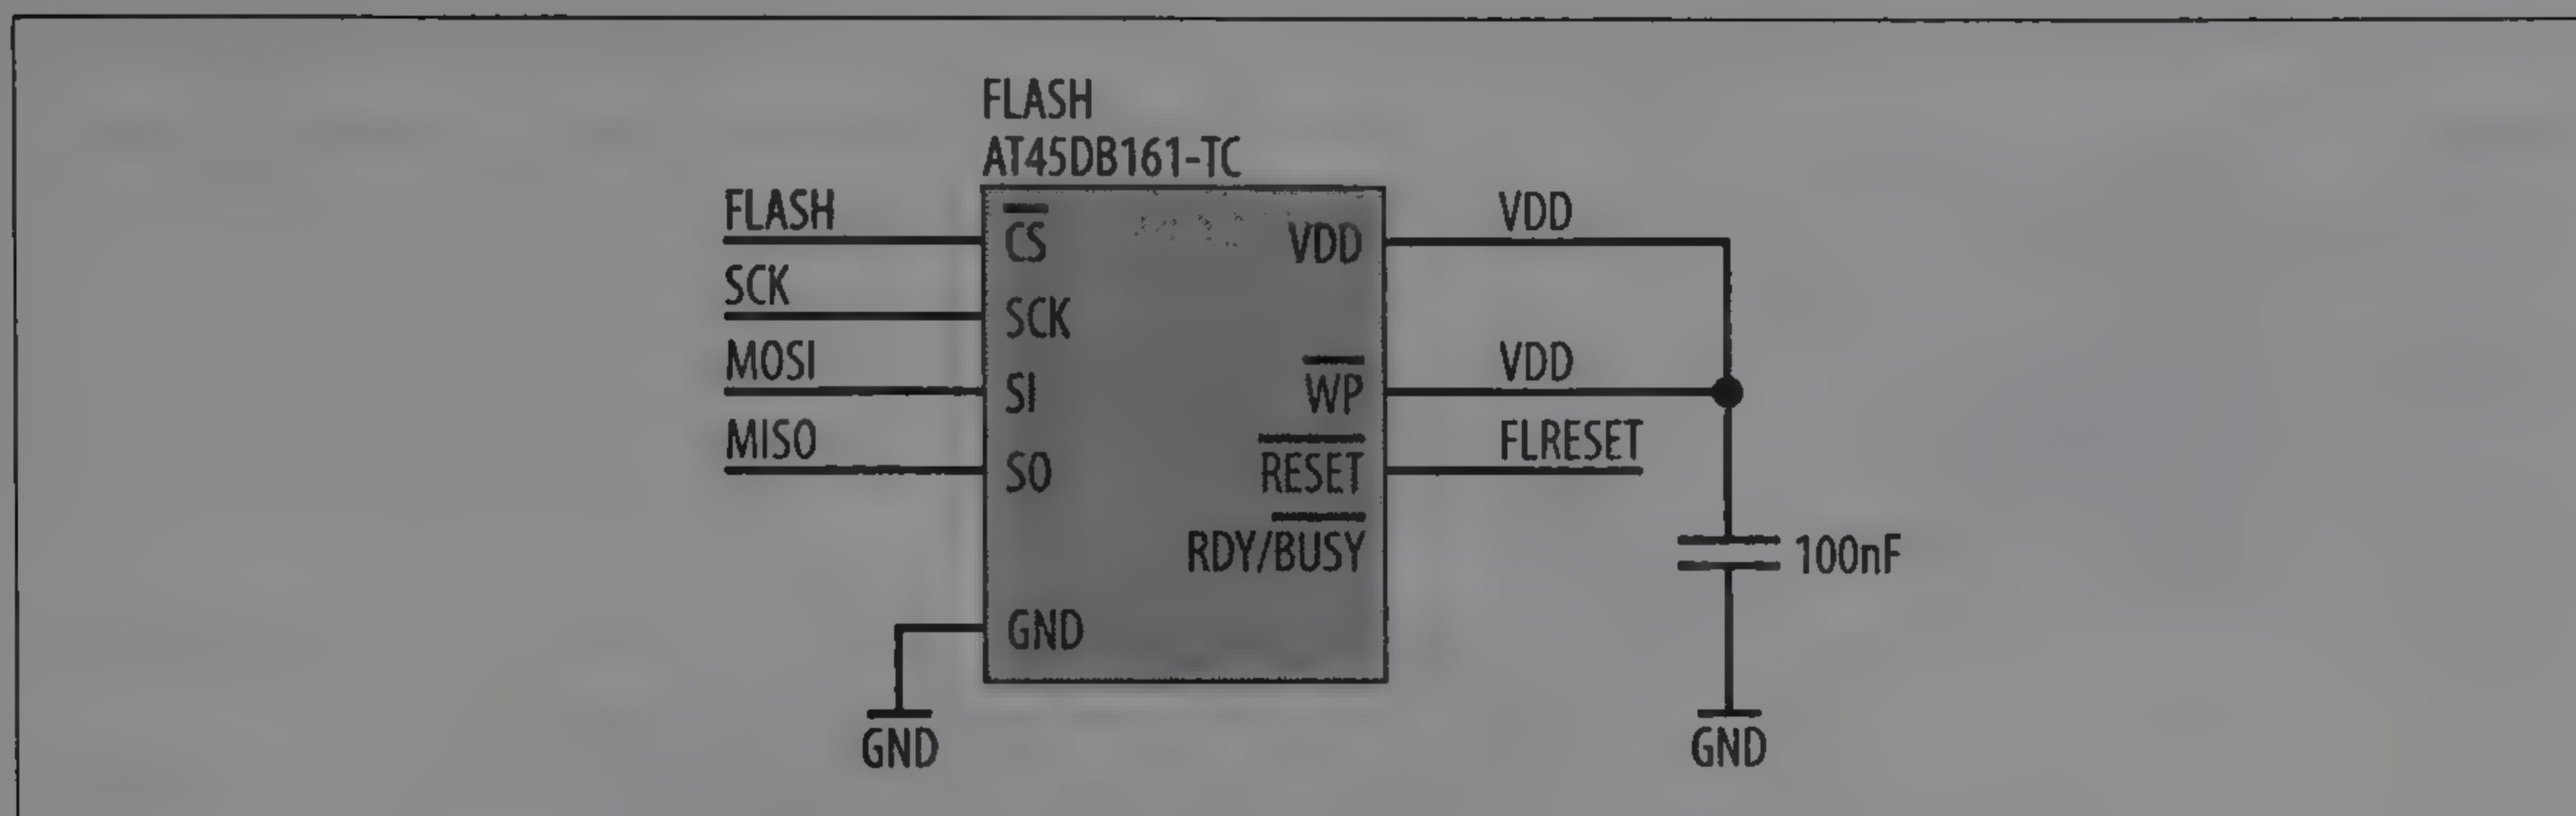 FLASH
AT45DB161-TC
FLASH
SCK
MOSI
MISO
CS
SCK
SI
SO
GND
VDD
WP
RESET
RDY/BUSY
VDD
VDD
FLRESET
100nF
GND
GND